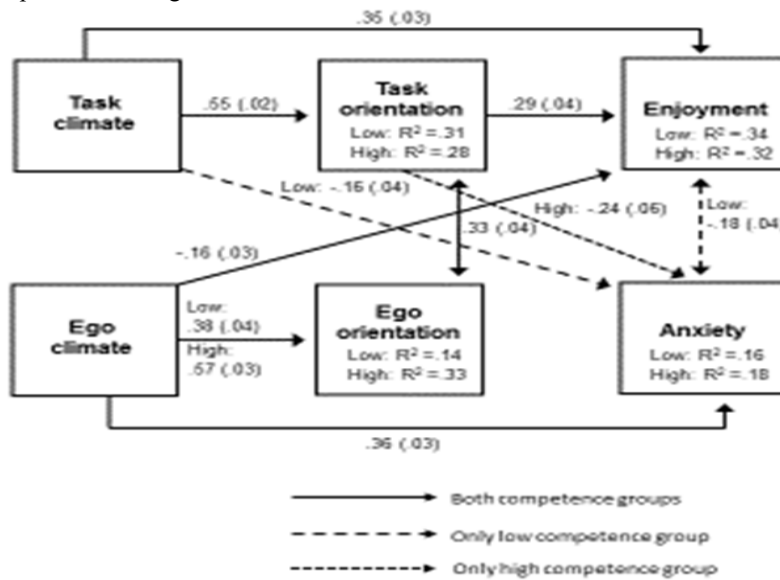 .35 (.03)
Task
climate
.55 (.02)
Task
orientation
Low: R² =.31
High: R² =.28
.29 (.04)
Enjoyment
Low: R² =.34
High: R² =.32
Low: -.15 (.04)
High: -.24 (.05)
Low:
-.18 (.04)
.33 (.04)
-.16 (.03)
Ego
climate
Low:
.38 (.04)
High:
.57 (.03)
Ego
orientation
Low: R² =.14
High: R² =.33
Anxiety
Low: R² =.16
High: R² =.18
.36 (.03)
Both competence groups
Only low competence group
Only high competence group